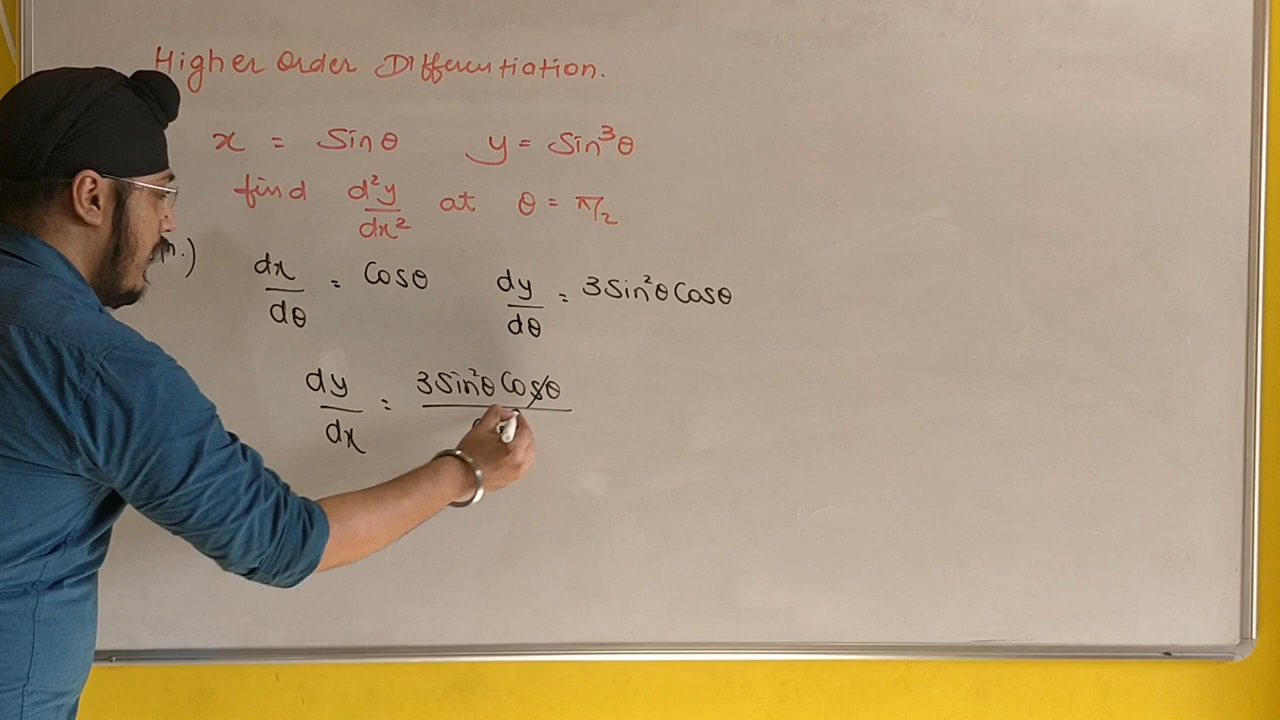 Higher Order Differentiation.
x = Sinθ y = Sin³θ
find d²y/dx² at θ = π/2
dx/dθ = Cosθ dy/dθ = 3Sin²θCosθ
dy/dx = 3Sin²θCosθ